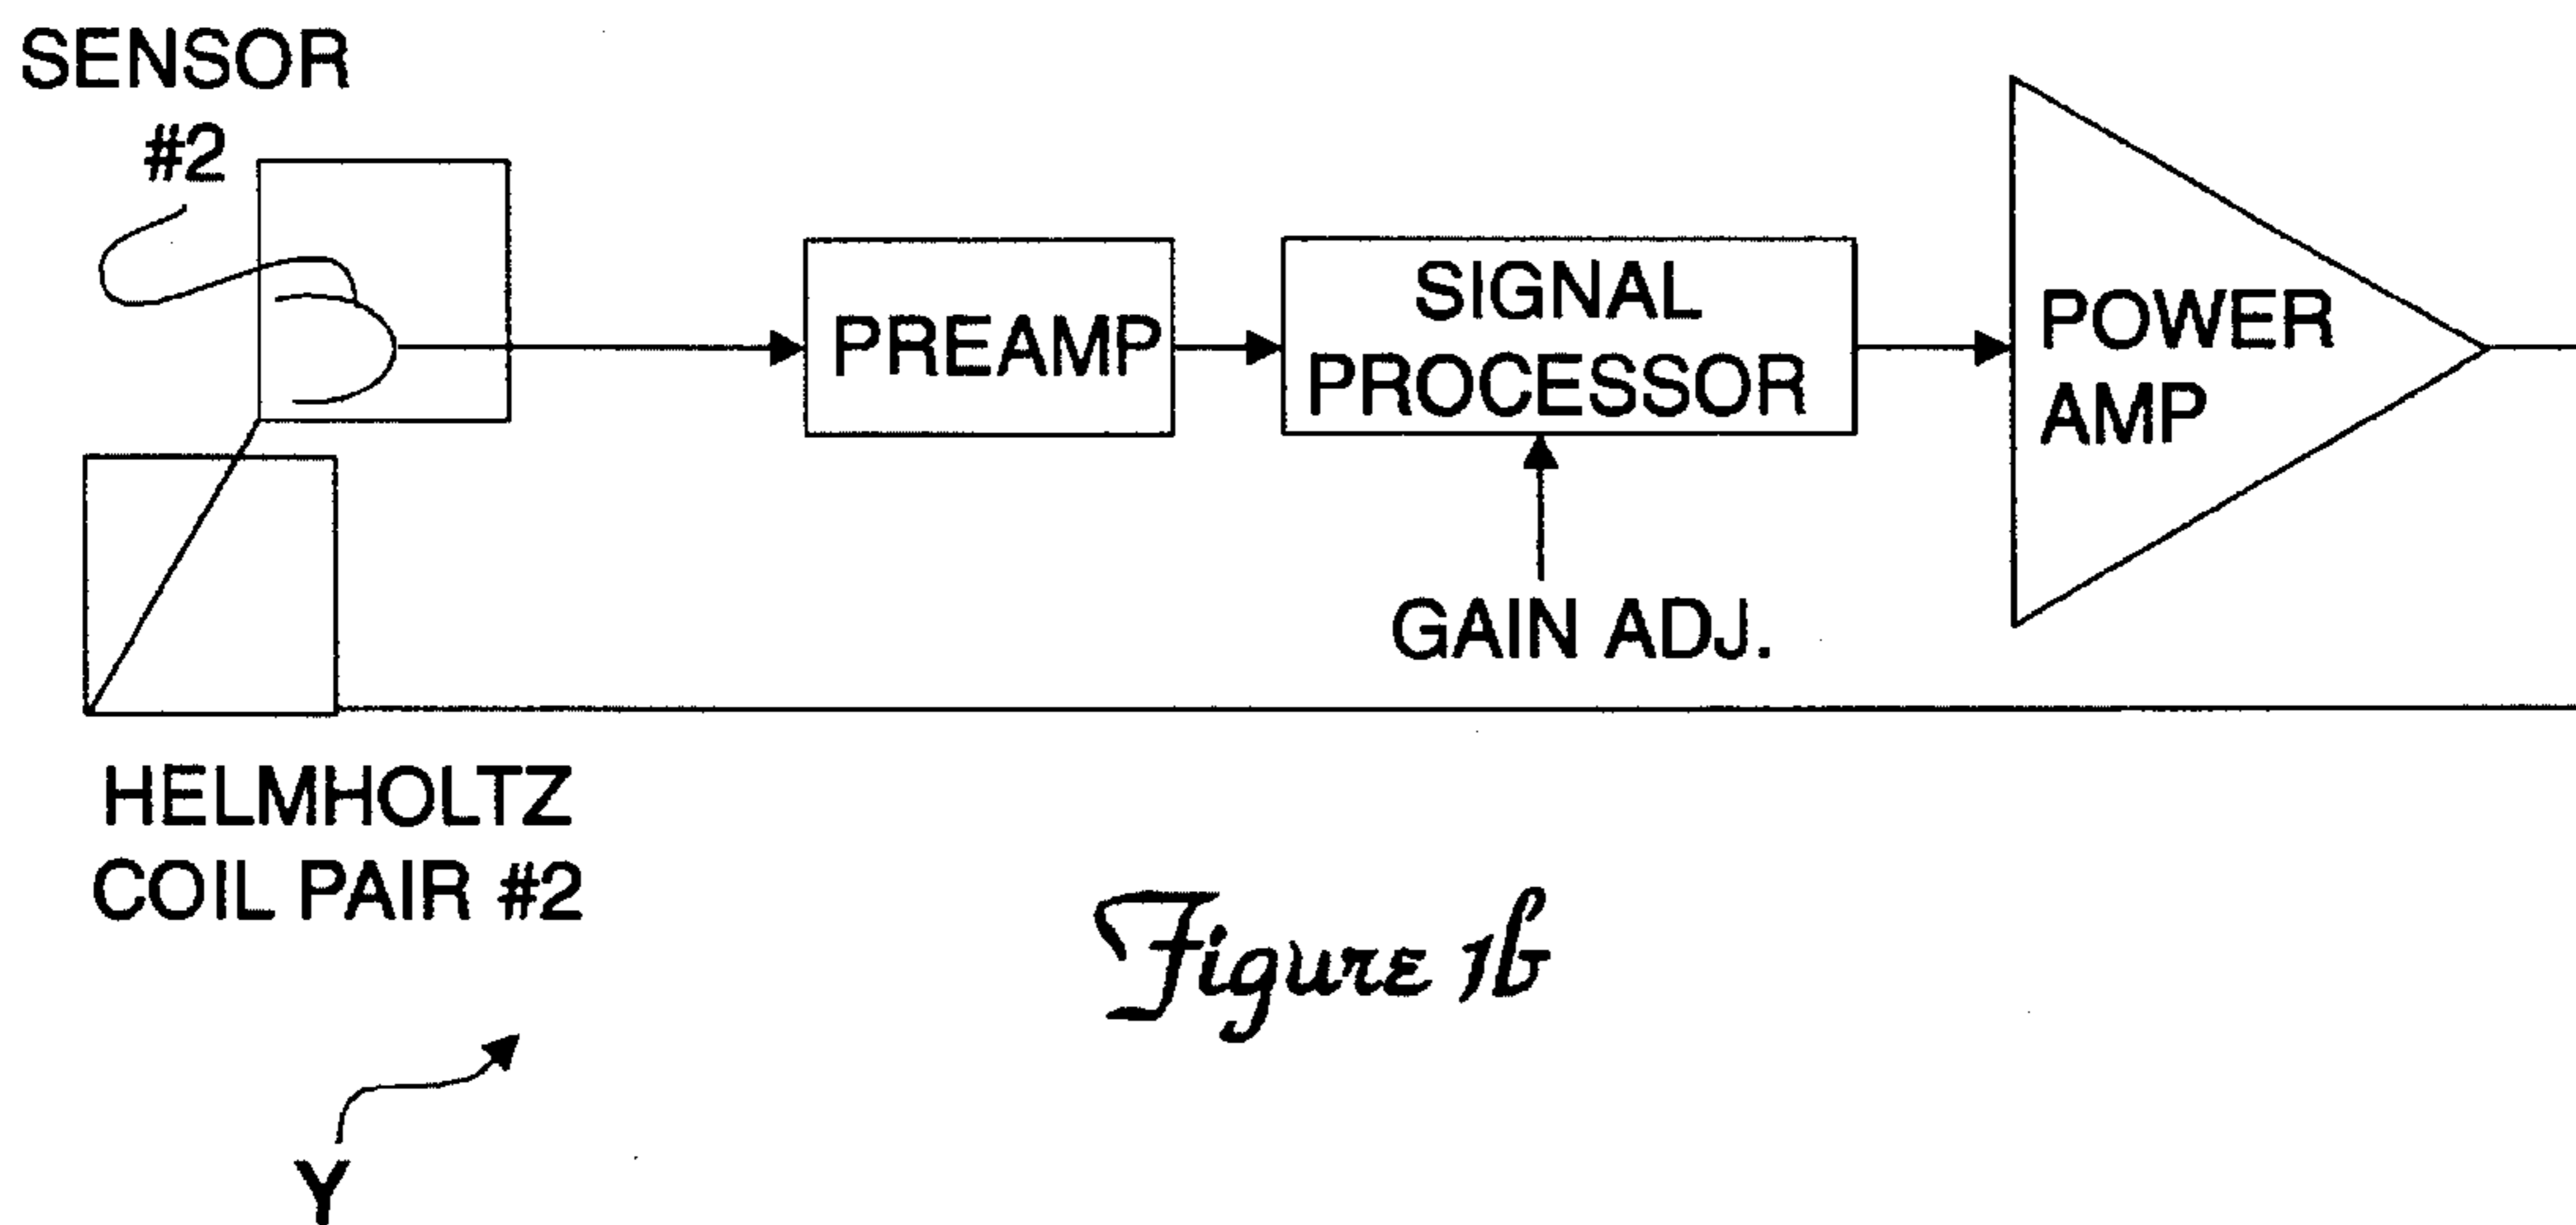 SENSOR
#2
PREAMP
SIGNAL
PROCESSOR
POWER
AMP
GAIN ADJ.
HELMHOLTZ
COIL PAIR #2
Figure 1b
Y